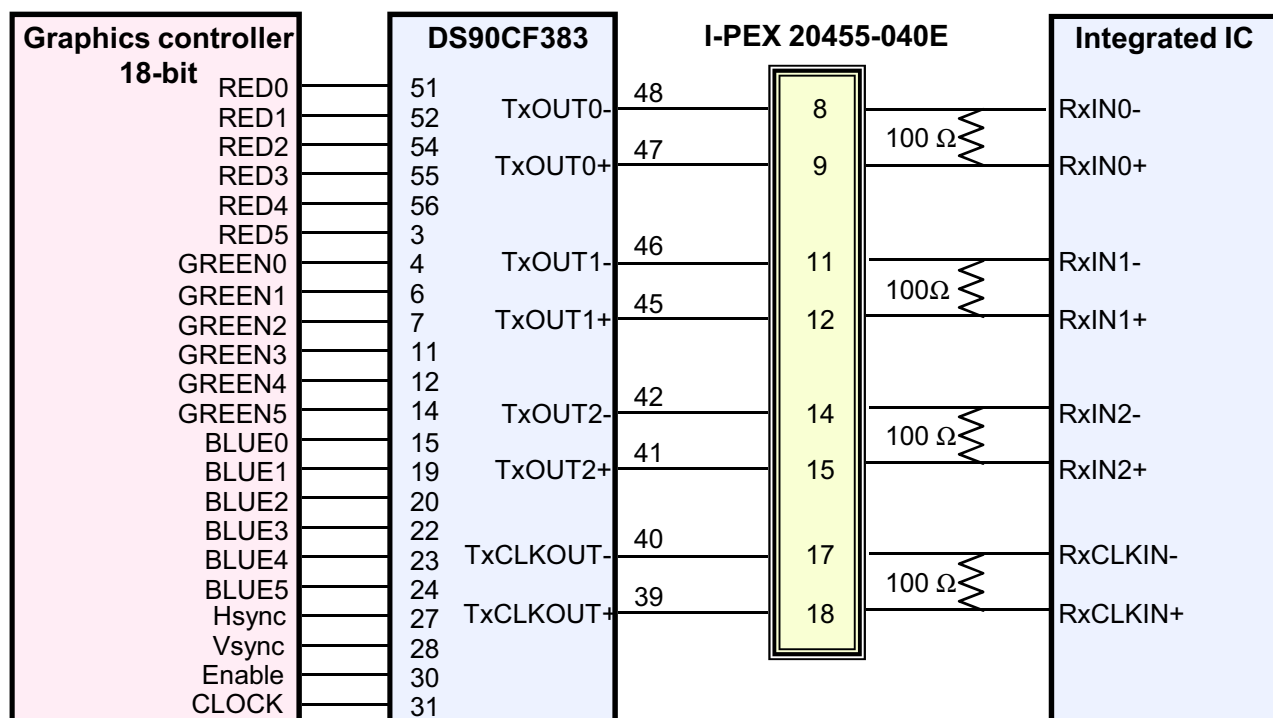 Graphics controller
18-bit
DS90CF383
I-PEX 20455-040E
Integrated IC
RED0 51
RED1 52
RED2 54
RED3 55
RED4 56
RED5 3
GREEN0 4
GREEN1 6
GREEN2 7
GREEN3 11
GREEN4 12
GREEN5 14
BLUE0 15
BLUE1 19
BLUE2 20
BLUE3 22
BLUE4 23
BLUE5 24
Hsync 27
Vsync 28
Enable 30
CLOCK 31
TxOUT0- 48 8 RxIN0-
100 Ω
TxOUT0+ 47 9 RxIN0+
TxOUT1- 46 11 RxIN1-
100Ω
TxOUT1+ 45 12 RxIN1+
TxOUT2- 42 14 RxIN2-
100 Ω
TxOUT2+ 41 15 RxIN2+
TxCLKOUT- 40 17 RxCLKIN-
100 Ω
TxCLKOUT+ 39 18 RxCLKIN+